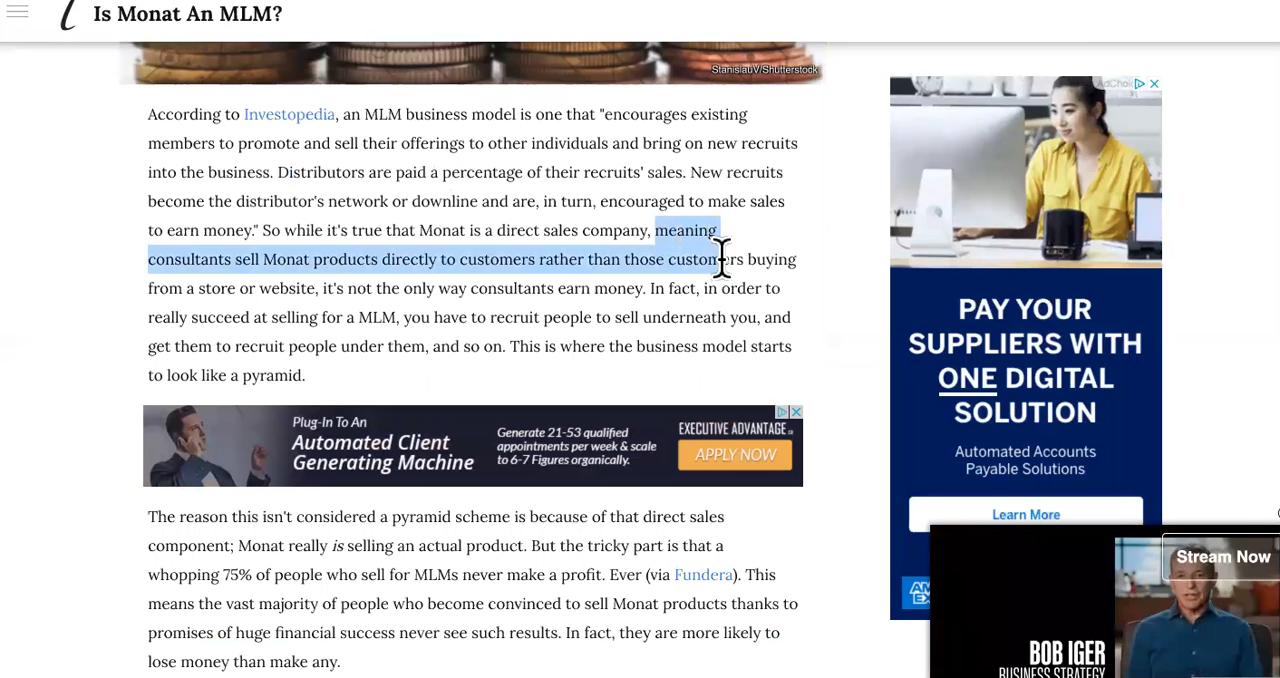 Is Monat An MLM?
StanislauV/Shutterstock
According to Investopedia, an MLM business model is one that "encourages existing
members to promote and sell their offerings to other individuals and bring on new recruits
into the business. Distributors are paid a percentage of their recruits' sales. New recruits
become the distributor's network or downline and are, in turn, encouraged to make sales
to earn money." So while it's true that Monat is a direct sales company, meaning
consultants sell Monat products directly to customers rather than those customers buying
from a store or website, it's not the only way consultants earn money. In fact, in order to
really succeed at selling for a MLM, you have to recruit people to sell underneath you, and
get them to recruit people under them, and so on. This is where the business model starts
to look like a pyramid.
Plug-In To An
Automated Client
Generating Machine
Generate 21-53 qualified
appointments per week & scale
to 6-7 Figures organically.
EXECUTIVE ADVANTAGE
APPLY NOW
The reason this isn't considered a pyramid scheme is because of that direct sales
component; Monat really is selling an actual product. But the tricky part is that a
whopping 75% of people who sell for MLMs never make a profit. Ever (via Fundera). This
means the vast majority of people who become convinced to sell Monat products thanks to
promises of huge financial success never see such results. In fact, they are more likely to
lose money than make any.
AdChoi
PAY YOUR
SUPPLIERS WITH
ONE DIGITAL
SOLUTION
Automated Accounts
Payable Solutions
Learn More
AM
EX
Stream Now
BOB IGER
BUSINESS STRATEGY